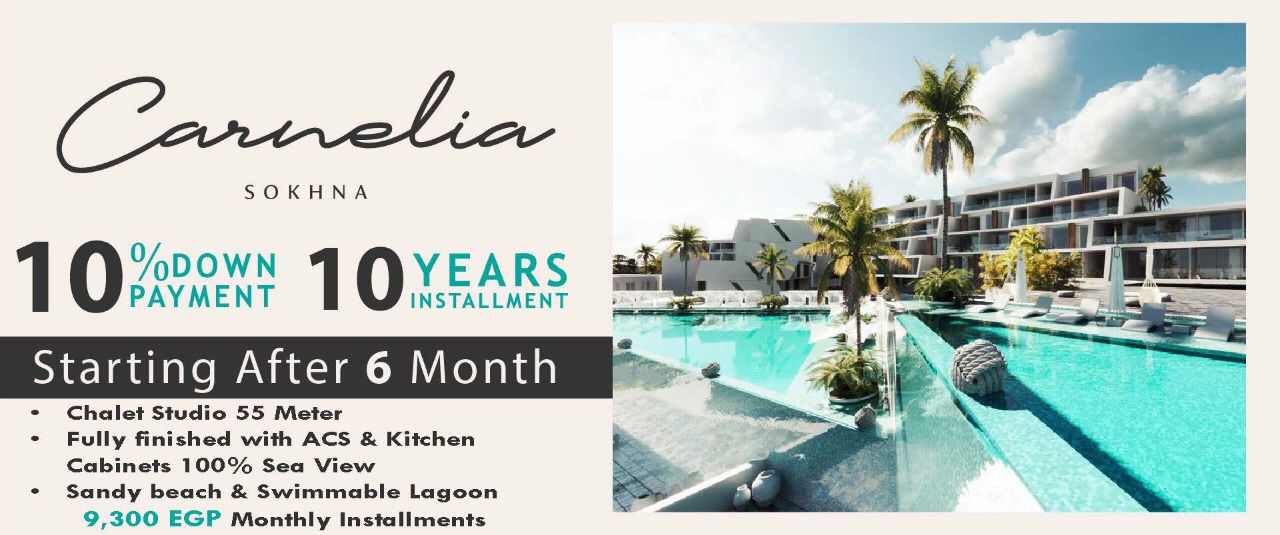 Carnelia
SOKHNA
10% DOWN PAYMENT
10 YEARS INSTALLMENT
Starting After 6 Month
• Chalet Studio 55 Meter
• Fully finished with ACS & Kitchen
Cabinets 100% Sea View
• Sandy beach & Swimmable Lagoon
9,300 EGP Monthly Installments